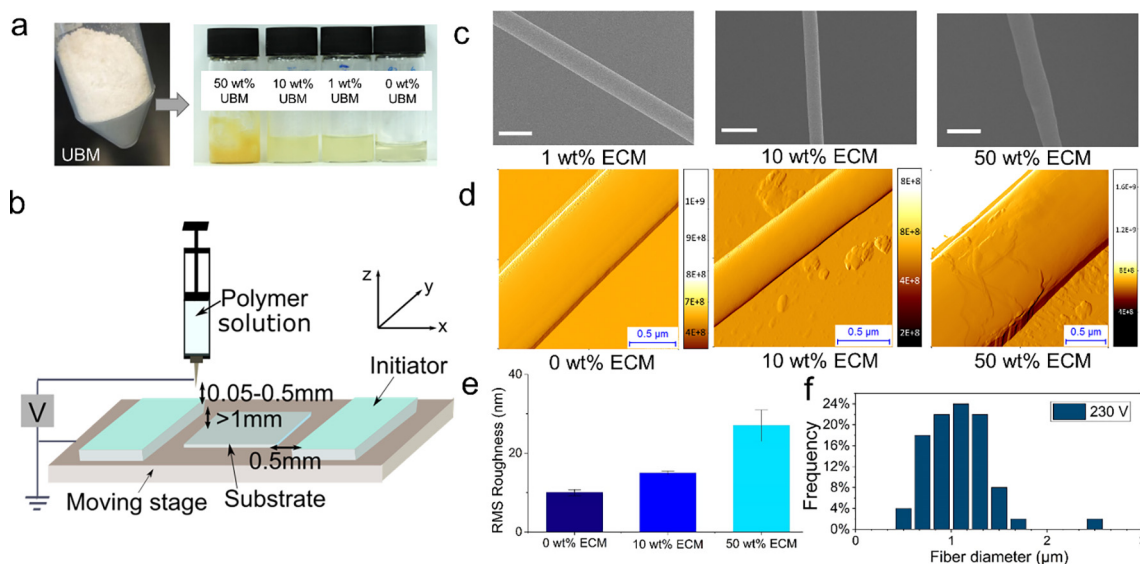 a
UBM
50 wt% UBM
10 wt% UBM
1 wt% UBM
0 wt% UBM
b
Polymer solution
z
y
x
Initiator
0.05-0.5mm
>1mm
0.5mm
V
Moving stage
Substrate
c
1 wt% ECM
10 wt% ECM
50 wt% ECM
d
1E+9
9E+8
8E+8
7E+8
4E+8
0.5 µm
0 wt% ECM
8E+8
8E+8
6E+8
4E+8
2E+8
0.5 µm
10 wt% ECM
1.6E-9
1.2E-9
8E+8
4E+8
0.5 µm
50 wt% ECM
e
RMS Roughness (nm)
40
20
0
0 wt% ECM
10 wt% ECM
50 wt% ECM
f
Frequency
24%
20%
16%
12%
8%
4%
0%
230 V
0
1
2
Fiber diameter (µm)